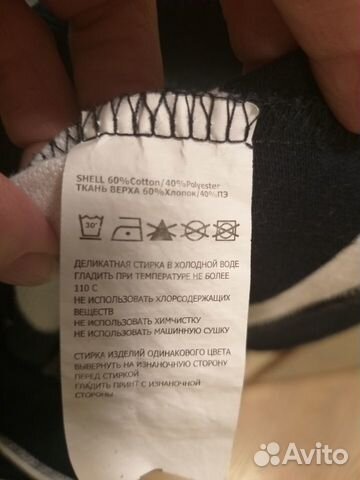 SHELL 60%Cotton/40%Polyester
ТКАНЬ ВЕРХА 60%Хлопок/40%ПЭ
30°
ДЕЛИКАТНАЯ СТИРКА В ХОЛОДНОЙ ВОДЕ
ГЛАДИТЬ ПРИ ТЕМПЕРАТУРЕ НЕ БОЛЕЕ
110 С
НЕ ИСПОЛЬЗОВАТЬ ХЛОРСОДЕРЖАЩИХ
ВЕЩЕСТВ
НЕ ИСПОЛЬЗОВАТЬ ХИМЧИСТКУ
НЕ ИСПОЛЬЗОВАТЬ МАШИННУЮ СУШКУ
СТИРКА ИЗДЕЛИЙ ОДИНАКОВОГО ЦВЕТА
ВЫВЕРНУТЬ НА ИЗНАНОЧНУЮ СТОРОНУ
ПЕРЕД СТИРКОЙ
ГЛАДИТЬ ПРИНТ С ИЗНАНОЧНОЙ
СТОРОНЫ
Avito